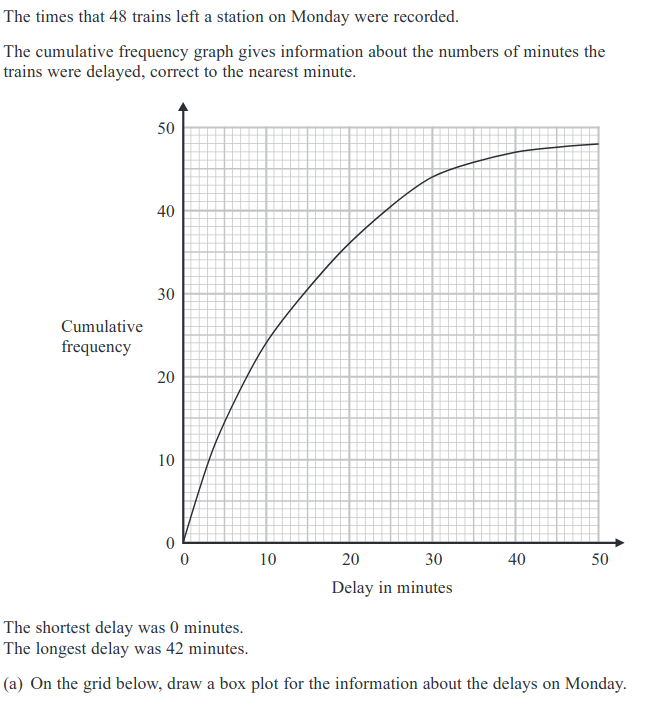 The times that 48 trains left a station on Monday were recorded.
The cumulative frequency graph gives information about the numbers of minutes the
trains were delayed, correct to the nearest minute.
50
40
30
Cumulative
frequency
20
10
0
0 10 20 30 40 50
Delay in minutes
The shortest delay was 0 minutes.
The longest delay was 42 minutes.
(a) On the grid below, draw a box plot for the information about the delays on Monday.